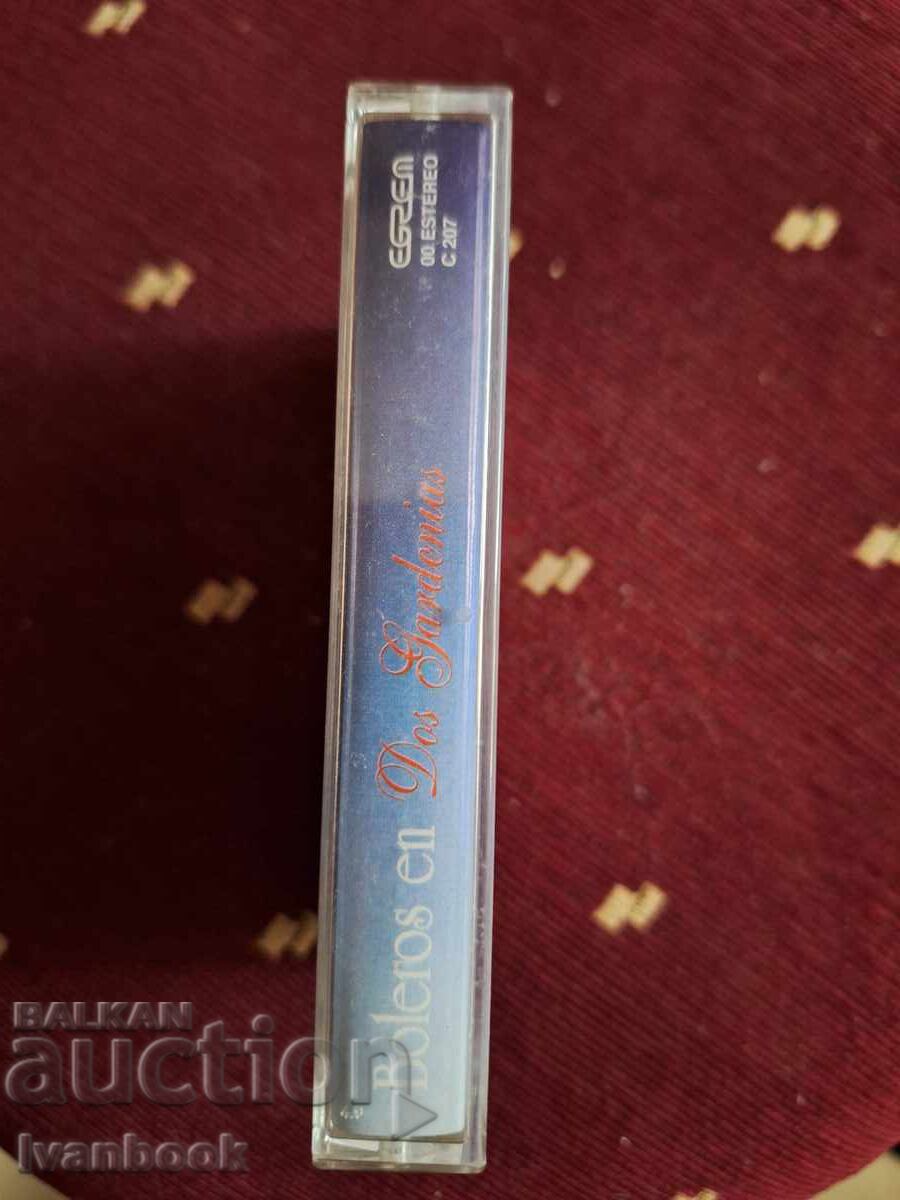 Boleros en Dos Gardenias
EGREM
00 ESTEREO
C 207
BALKAN
auction
Ivanbook